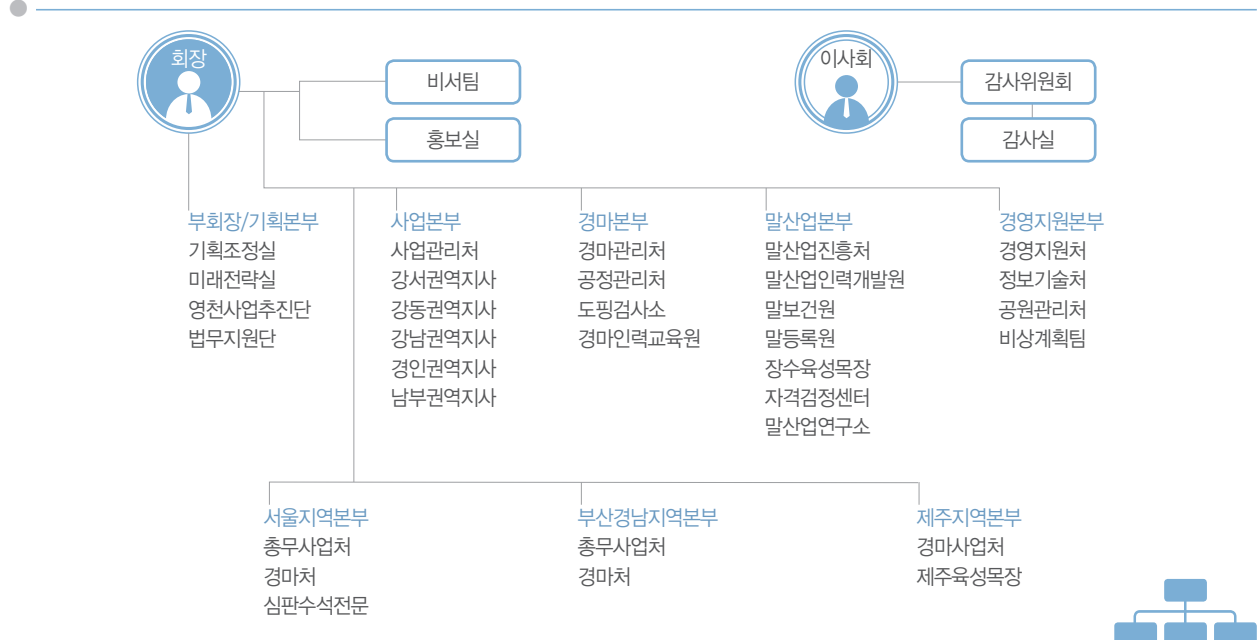 회장
비서팀
홍보실
이사회
감사위원회
감사실
부회장/기획본부
기획조정실
미래전략실
영천사업추진단
법무지원단
사업본부
사업관리처
강서권역지사
강동권역지사
강남권역지사
경인권역지사
남부권역지사
경마본부
경마관리처
공정관리처
도핑검사소
경마인력교육원
말산업본부
말산업진흥처
말산업인력개발원
말보건원
말등록원
장수육성목장
자격검정센터
말산업연구소
경영지원본부
경영지원처
정보기술처
공원관리처
비상계획팀
서울지역본부
총무사업처
경마처
심판수석전문
부산경남지역본부
총무사업처
경마처
제주지역본부
경마사업처
제주육성목장